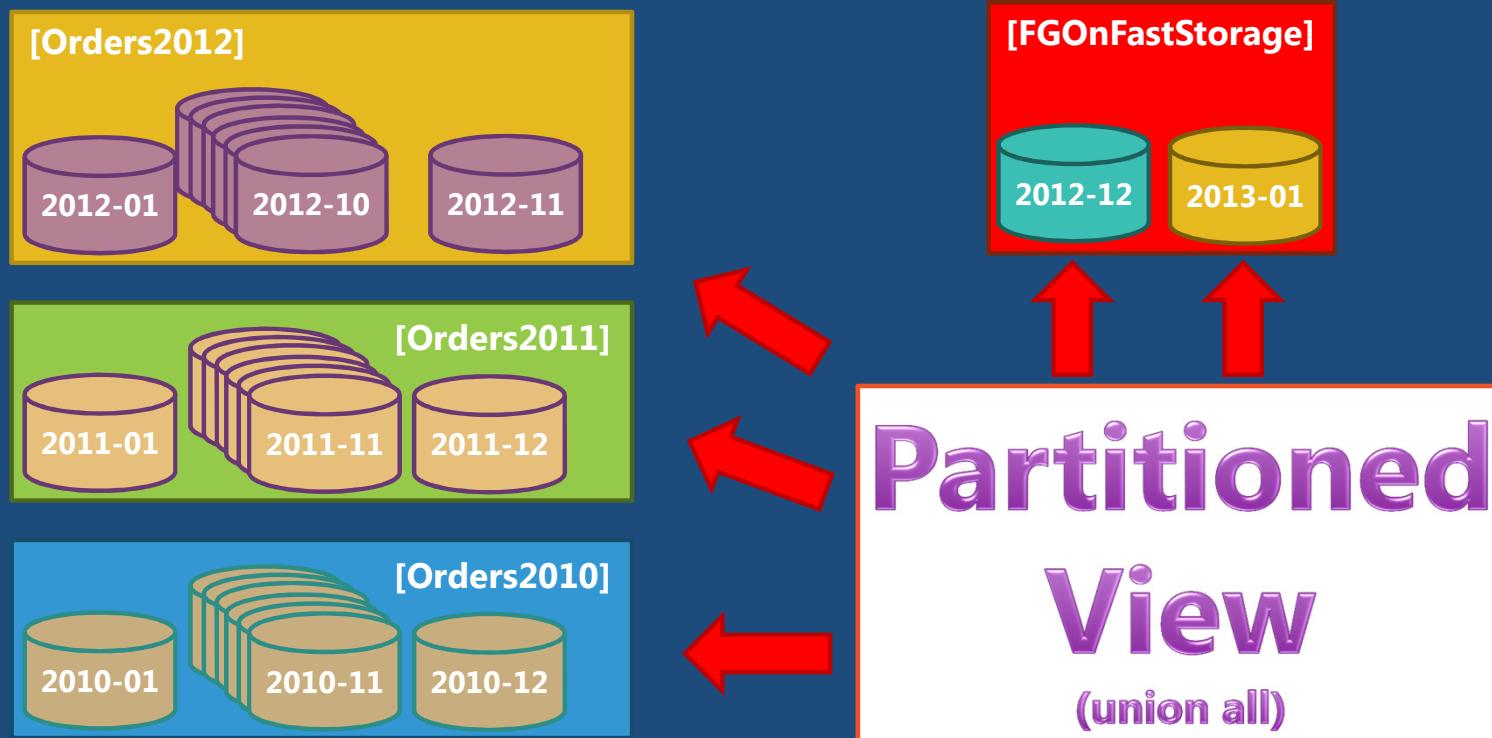 [Orders2012]
2012-01
2012-10
2012-11
[FGOnFastStorage]
2012-12
2013-01
[Orders2011]
2011-01
2011-11
2011-12
[Orders2010]
2010-01
2010-11
2010-12
Partitioned
View
(union all)